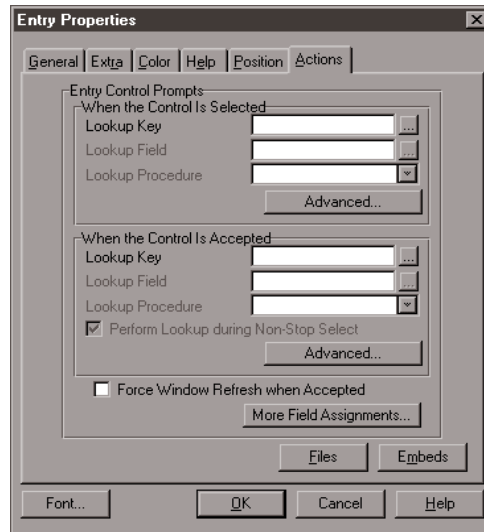 Entry Properties
General Extra Color Help Position Actions
Entry Control Prompts
When the Control Is Selected
Lookup Key ...
Lookup Field ...
Lookup Procedure
Advanced...
When the Control Is Accepted
Lookup Key ...
Lookup Field ...
Lookup Procedure
Perform Lookup during Non-Stop Select
Advanced...
Force Window Refresh when Accepted
More Field Assignments...
Files Embeds
Font... OK Cancel Help